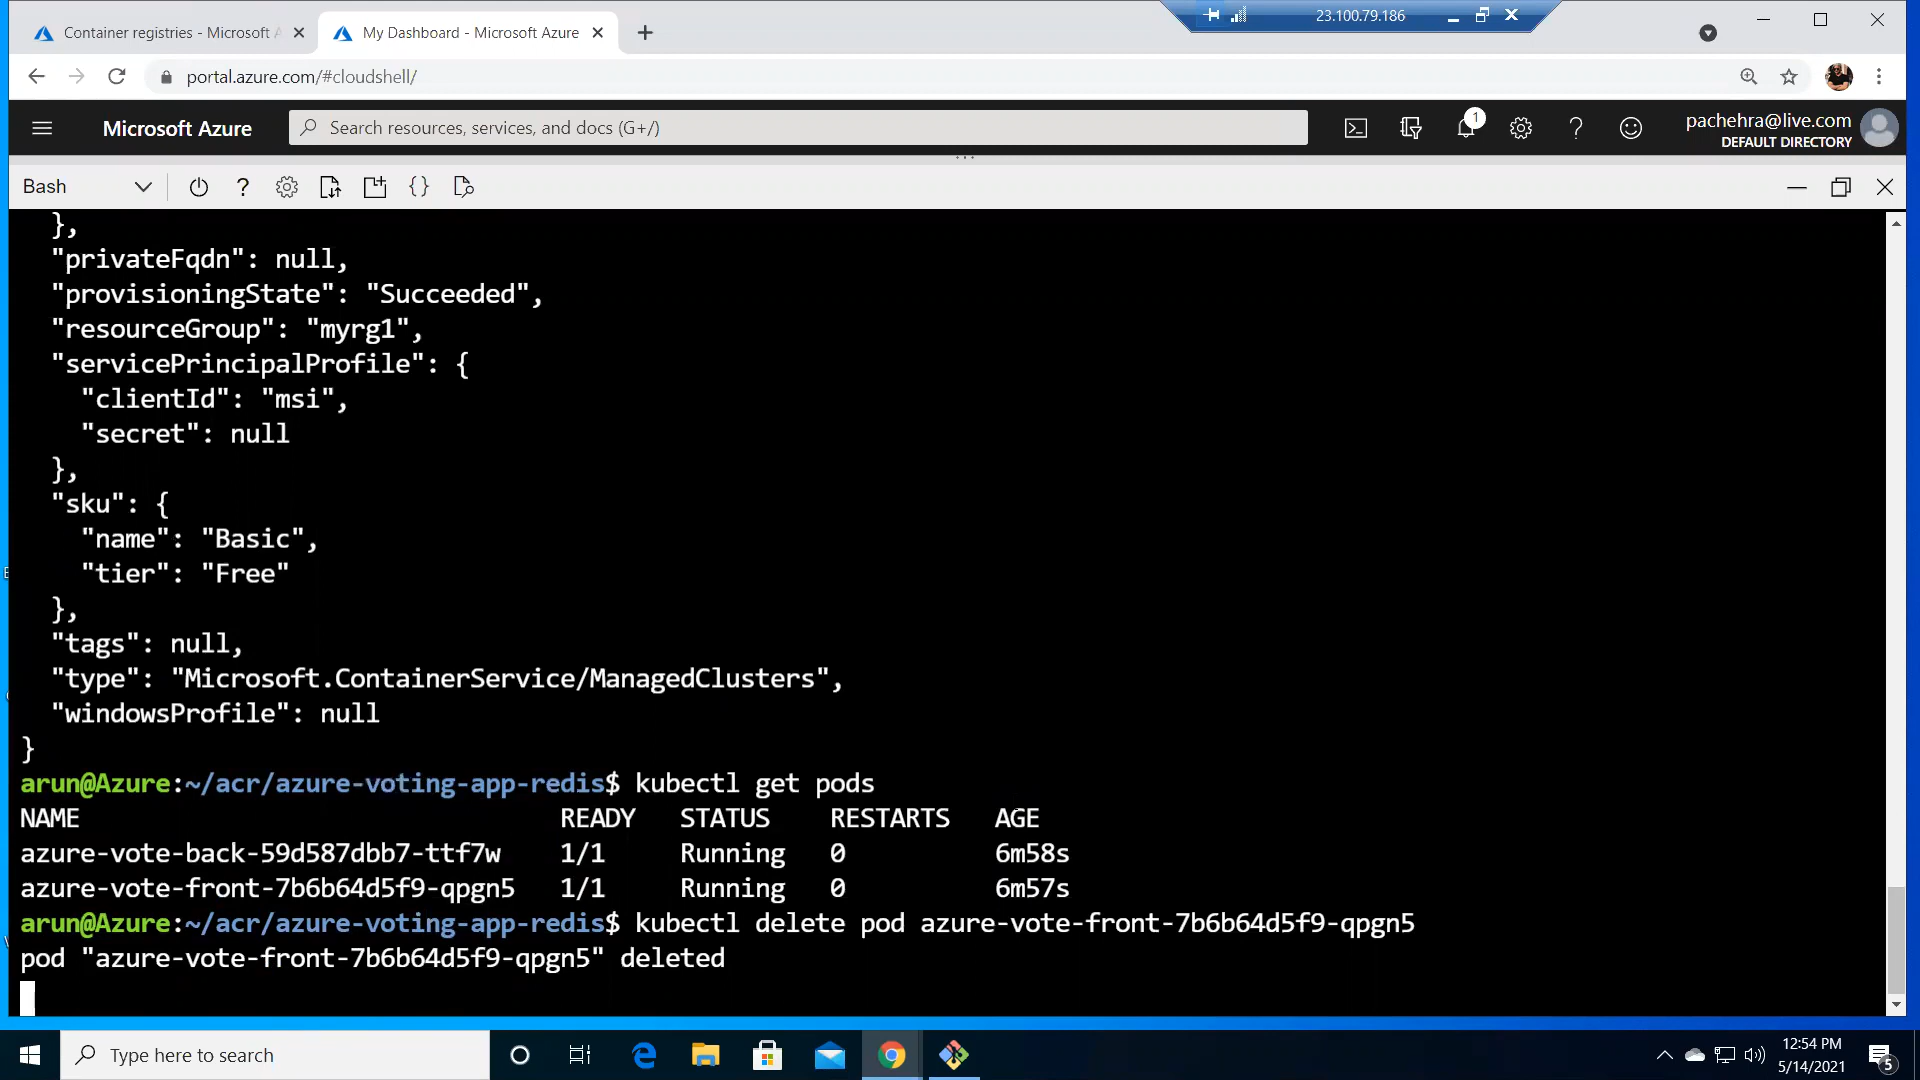 23.100.79.186
Container registries - Microsoft A
My Dashboard - Microsoft Azure
portal.azure.com/#cloudshell/
Microsoft Azure
Search resources, services, and docs (G+/)
1
pachehra@live.com
DEFAULT DIRECTORY
Bash
},
"privateFqdn": null,
"provisioningState": "Succeeded",
"resourceGroup": "myrg1",
"servicePrincipalProfile": {
"clientId": "msi",
"secret": null
},
"sku": {
"name": "Basic",
"tier": "Free"
},
"tags": null,
"type": "Microsoft.ContainerService/ManagedClusters",
"windowsProfile": null
}
arun@Azure:~/acr/azure-voting-app-redis$ kubectl get pods
NAME READY STATUS RESTARTS AGE
azure-vote-back-59d587dbb7-ttf7w 1/1 Running 0 6m58s
azure-vote-front-7b6b64d5f9-qpgn5 1/1 Running 0 6m57s
arun@Azure:~/acr/azure-voting-app-redis$ kubectl delete pod azure-vote-front-7b6b64d5f9-qpgn5
pod "azure-vote-front-7b6b64d5f9-qpgn5" deleted
Type here to search
12:54 PM
5/14/2021
5